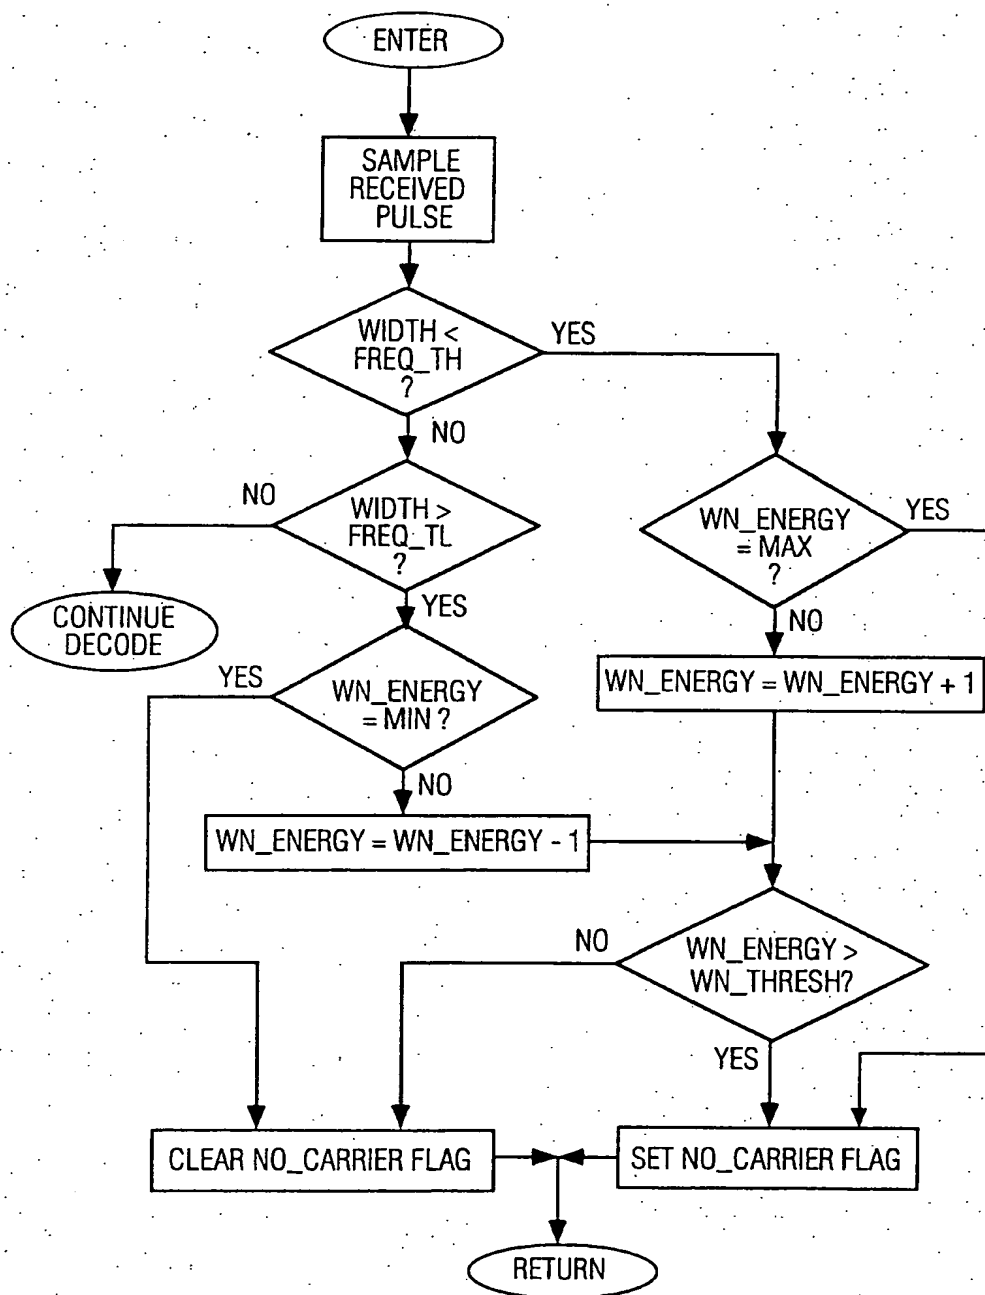 ENTER
SAMPLE
RECEIVED
PULSE
WIDTH <
FREQ_TH
?
YES
NO
WIDTH >
FREQ_TL
?
NO
YES
CONTINUE
DECODE
WN_ENERGY
= MAX
?
YES
NO
WN_ENERGY = WN_ENERGY + 1
WN_ENERGY
= MIN ?
YES
NO
WN_ENERGY = WN_ENERGY - 1
WN_ENERGY >
WN_THRESH?
NO
YES
CLEAR NO_CARRIER FLAG
SET NO_CARRIER FLAG
RETURN